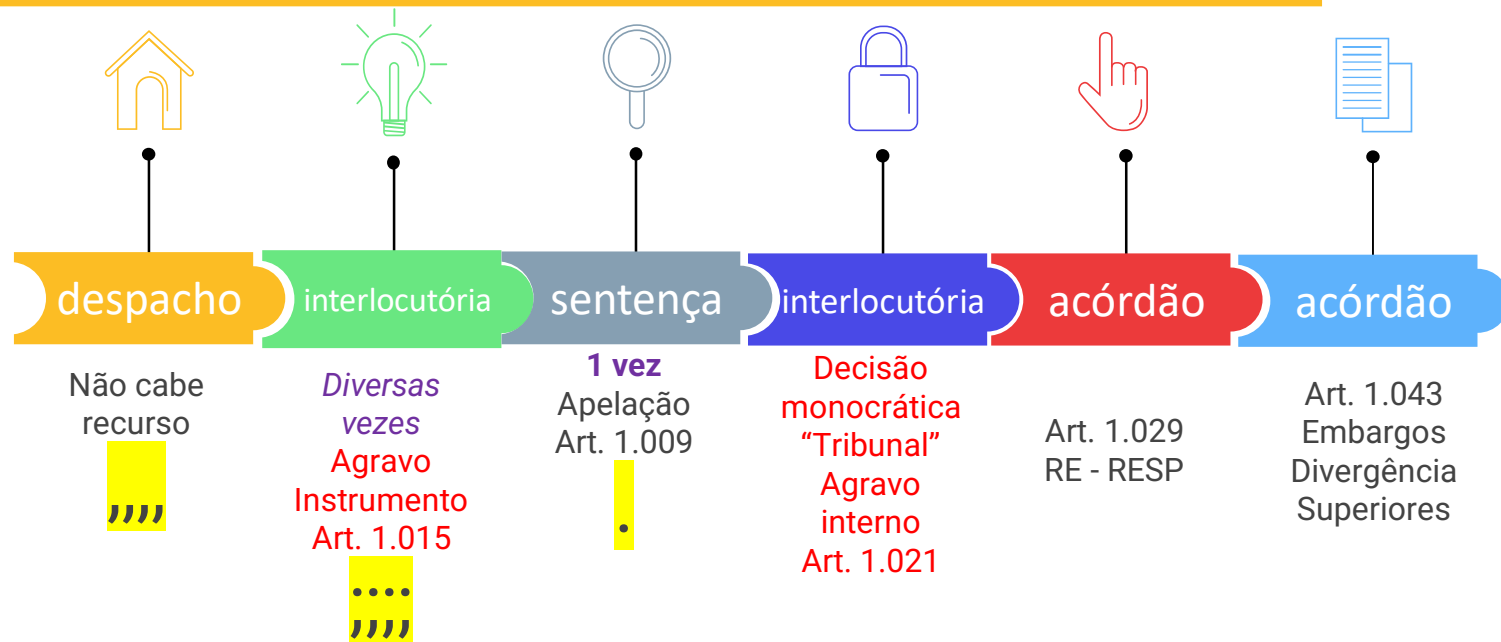 despacho
interlocutória
sentença
interlocutória
acórdão
acórdão
Não cabe
recurso
,,,,
Diversas
vezes
Agravo
Instrumento
Art. 1.015
....
,,,,
1 vez
Apelação
Art. 1.009
.
Decisão
monocrática
“Tribunal”
Agravo
interno
Art. 1.021
Art. 1.029
RE - RESP
Art. 1.043
Embargos
Divergência
Superiores